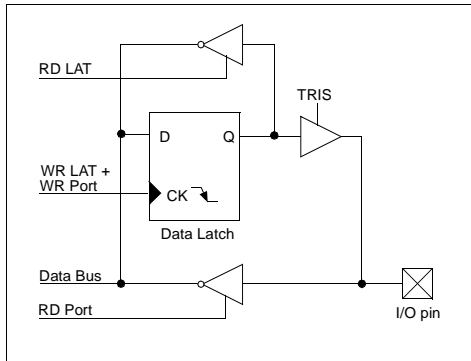 RD LAT
TRIS
D Q
WR LAT +
WR Port
CK
Data Latch
Data Bus
RD Port
I/O pin